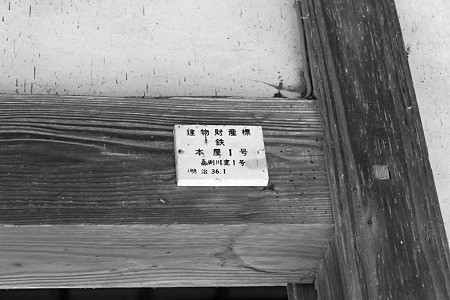 建物財産標
鉄
本屋1号
嘉例川建1号
明治36.1